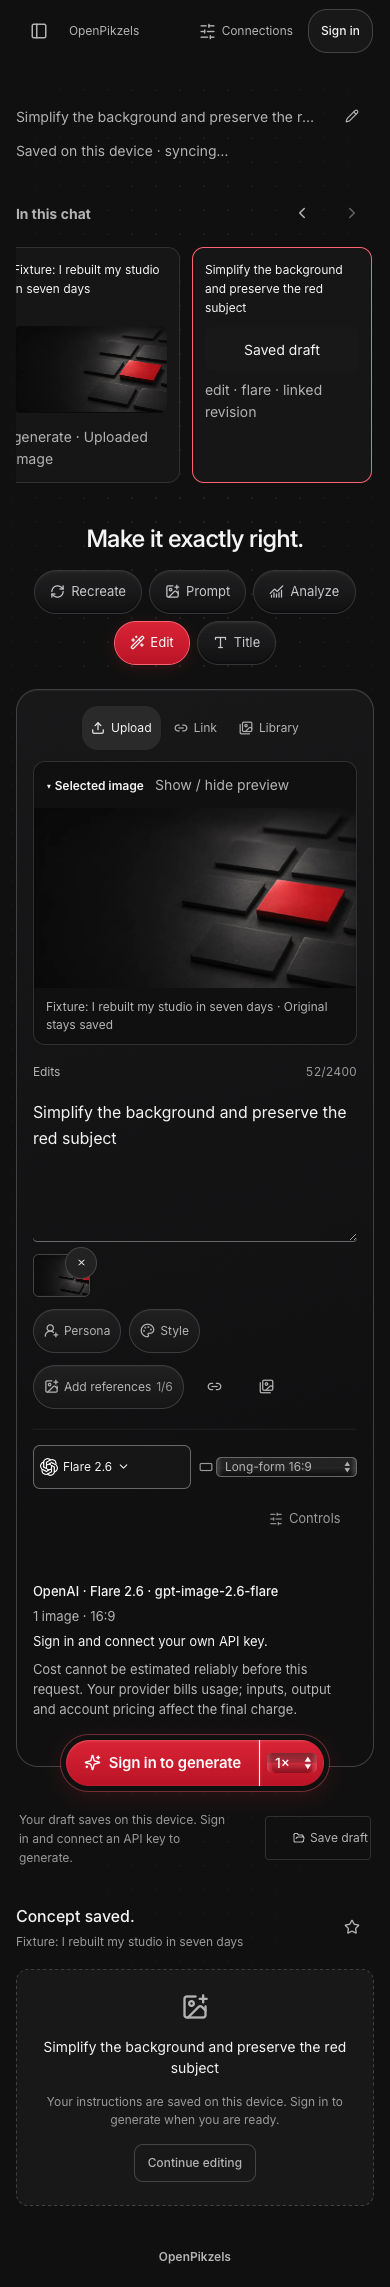 OpenPikzels
Connections
Sign in
Simplify the background and preserve the r...
Saved on this device · syncing...
In this chat
Fixture: I rebuilt my studio
n seven days
generate · Uploaded
mage
Simplify the background
and preserve the red
subject
Saved draft
edit · flare · linked
revision
Make it exactly right.
Recreate
Prompt
Analyze
Edit
Title
Upload
Link
Library
Selected image Show / hide preview
Fixture: I rebuilt my studio in seven days · Original
stays saved
Edits
52/2400
Simplify the background and preserve the
red subject
Persona
Style
Add references 1/6
Flare 2.6
Long-form 16:9
Controls
OpenAI · Flare 2.6 · gpt-image-2.6-flare
1 image · 16:9
Sign in and connect your own API key.
Cost cannot be estimated reliably before this
request. Your provider bills usage; inputs, output
and account pricing affect the final charge.
Sign in to generate
1×
Your draft saves on this device. Sign
in and connect an API key to
generate.
Save draft
Concept saved.
Fixture: I rebuilt my studio in seven days
Simplify the background and preserve the red
subject
Your instructions are saved on this device. Sign in to
generate when you are ready.
Continue editing
OpenPikzels